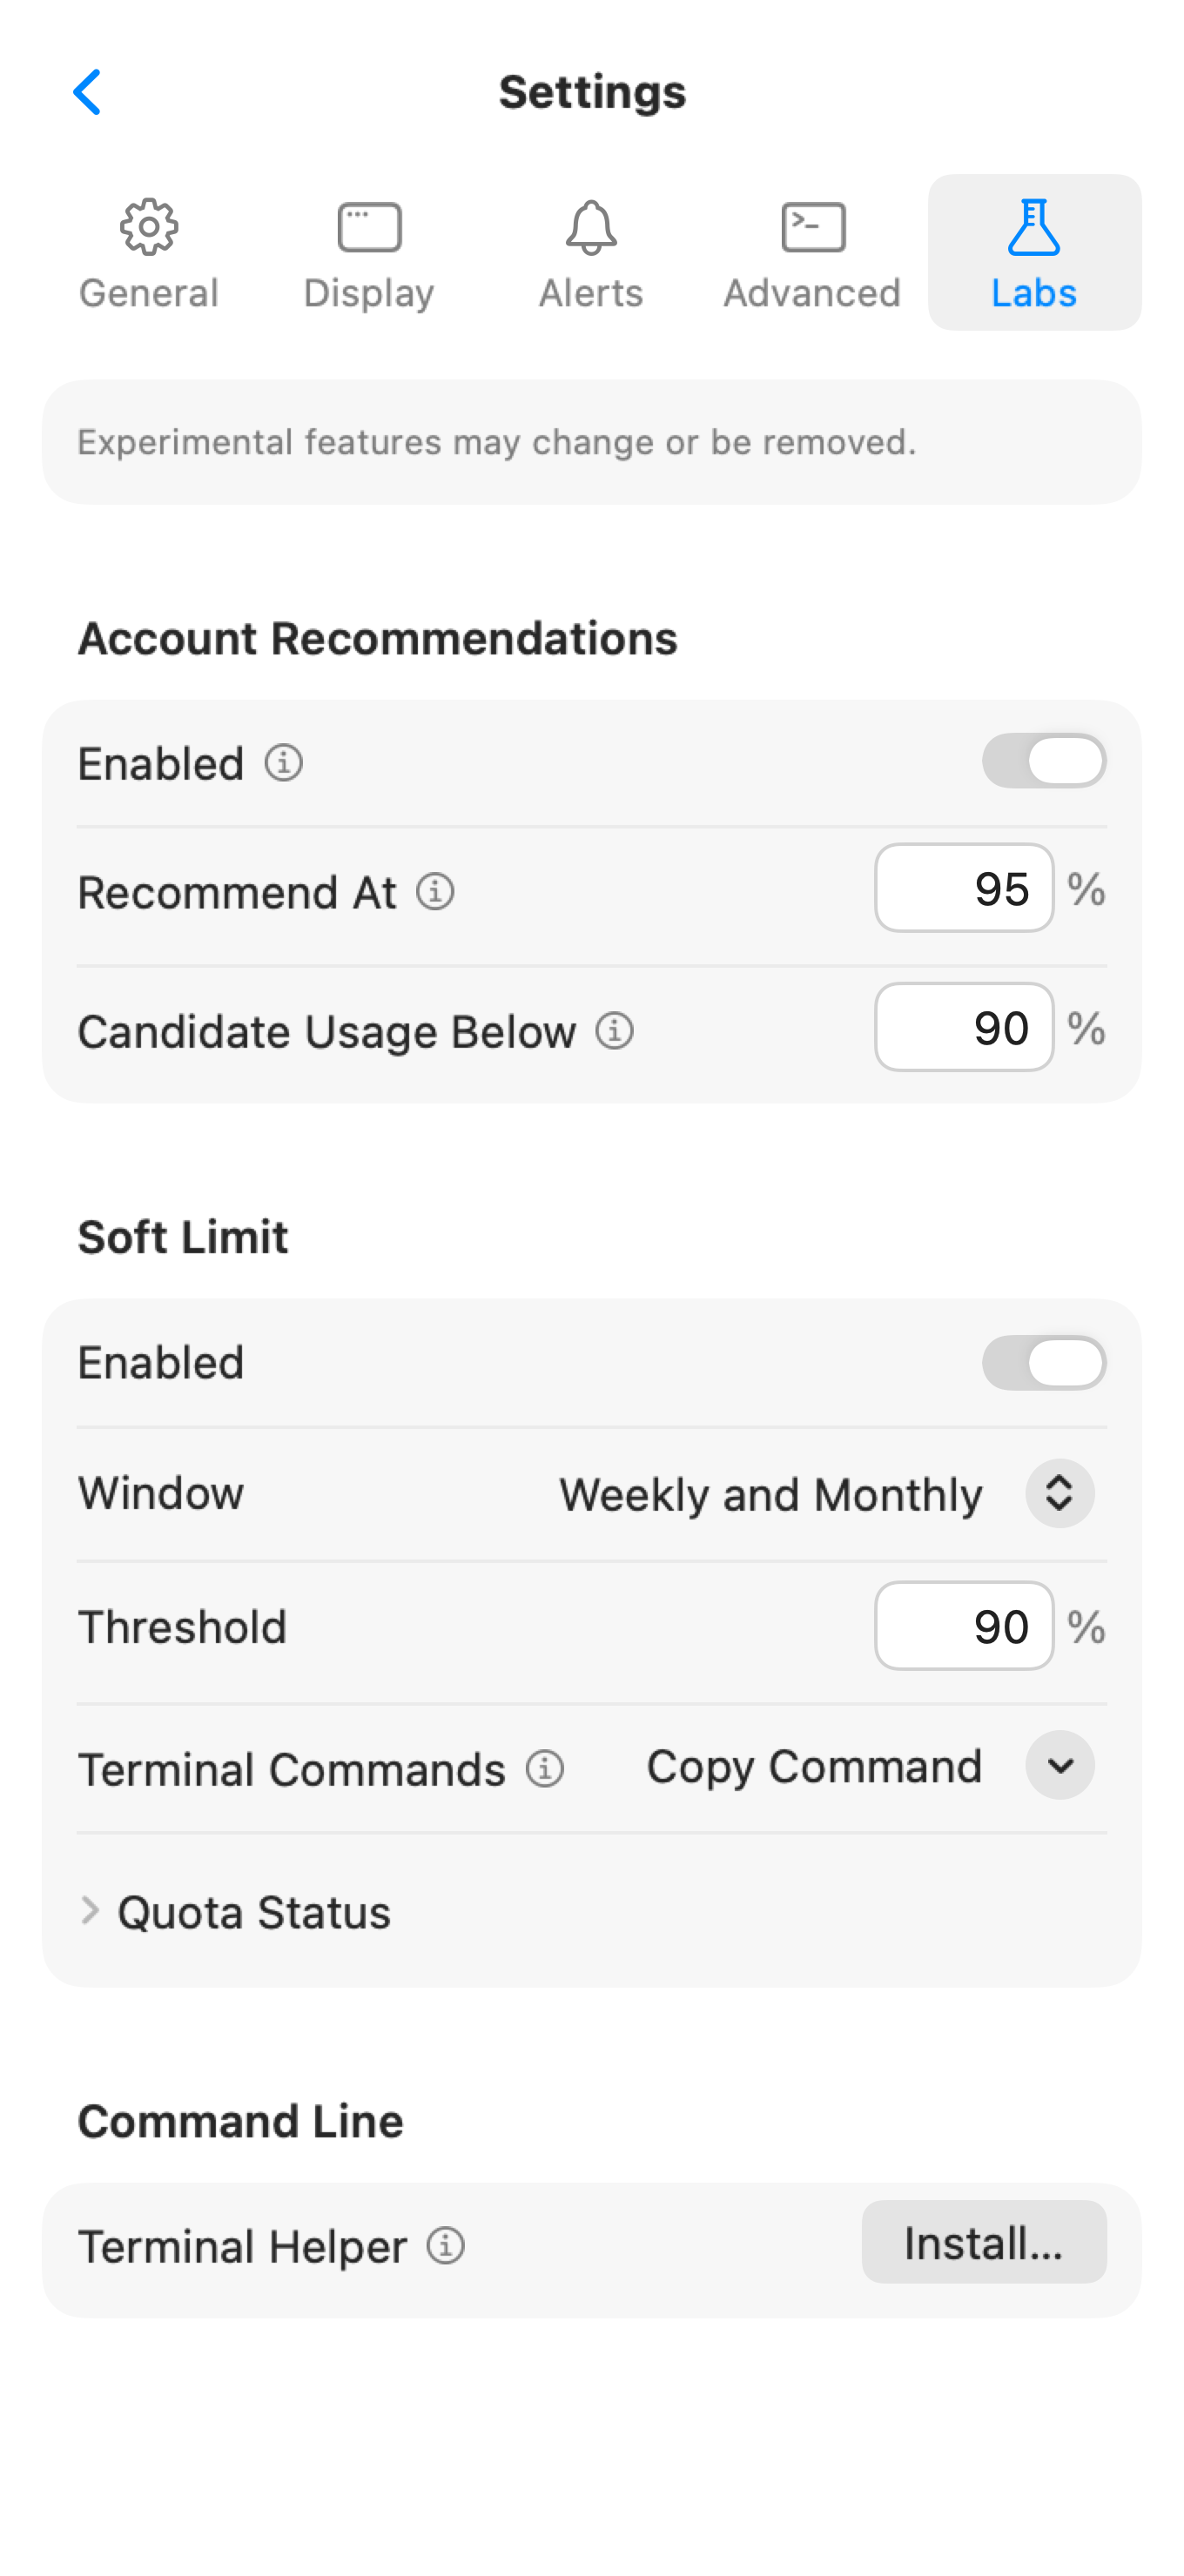 Settings
General Display Alerts Advanced Labs
Experimental features may change or be removed.
Account Recommendations
Enabled
Recommend At 95 %
Candidate Usage Below 90 %
Soft Limit
Enabled
Window Weekly and Monthly
Threshold 90 %
Terminal Commands Copy Command
Quota Status
Command Line
Terminal Helper Install...